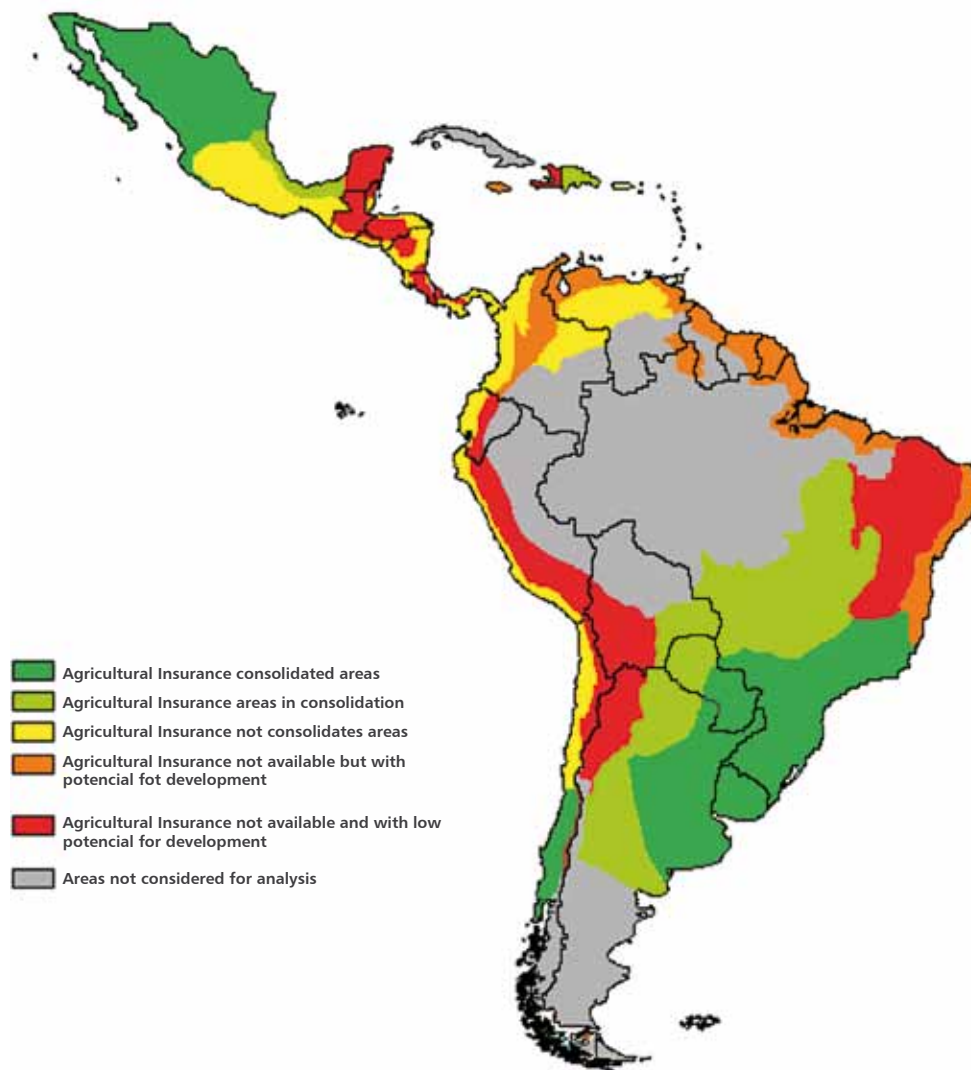 Agricultural Insurance consolidated areas
Agricultural Insurance areas in consolidation
Agricultural Insurance not consolidates areas
Agricultural Insurance not available but with
potencial fot development
Agricultural Insurance not available and with low
potencial for development
Areas not considered for analysis